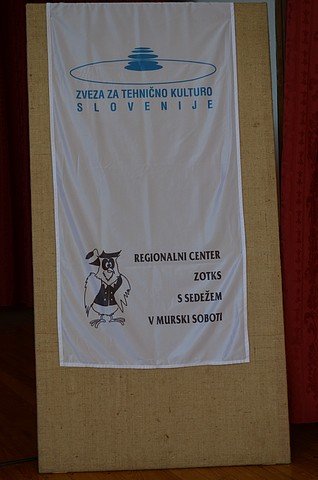 ZVEZA ZA TEHNIČNO KULTURO
SLOVENIJE
REGIONALNI CENTER
ZOTKS
S SEDEŽEM
V MURSKI SOBOTI